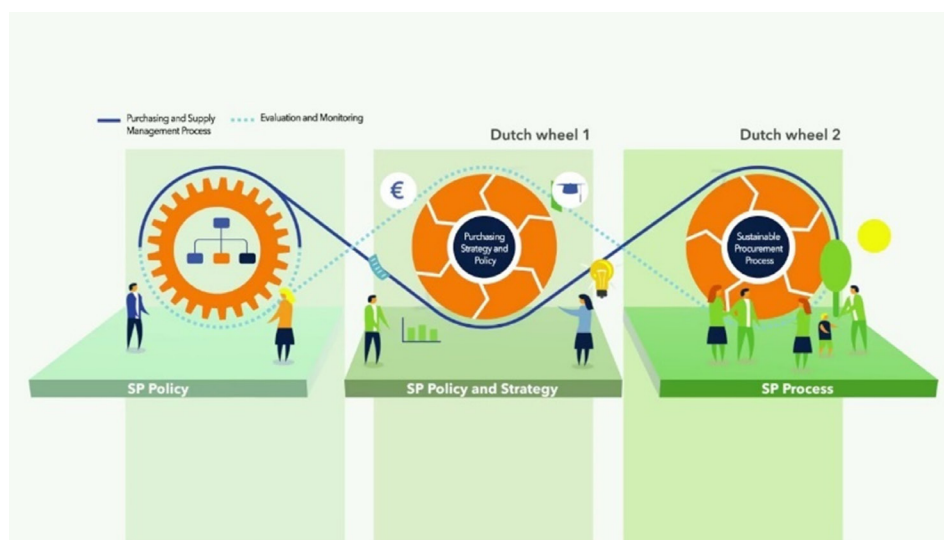 Purchasing and Supply
Management Process
Evaluation and Monitoring
Dutch wheel 1
Dutch wheel 2
€
Purchasing
Strategy and
Policy
Sustainable
Procurement
Process
SP Policy
SP Policy and Strategy
SP Process